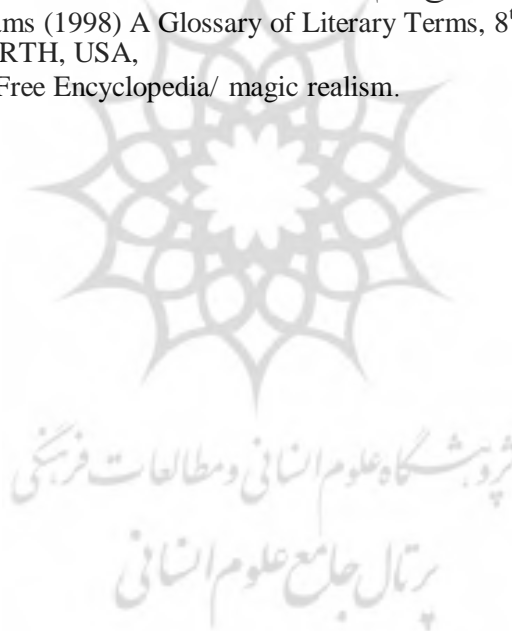 ams (1998) A Glossary of Literary Terms, 8
RTH, USA,
Free Encyclopedia/ magic realism.
پژوهشگاه علوم انسانی و مطالعات فرهنگی
پرتال جامع علوم انسانی